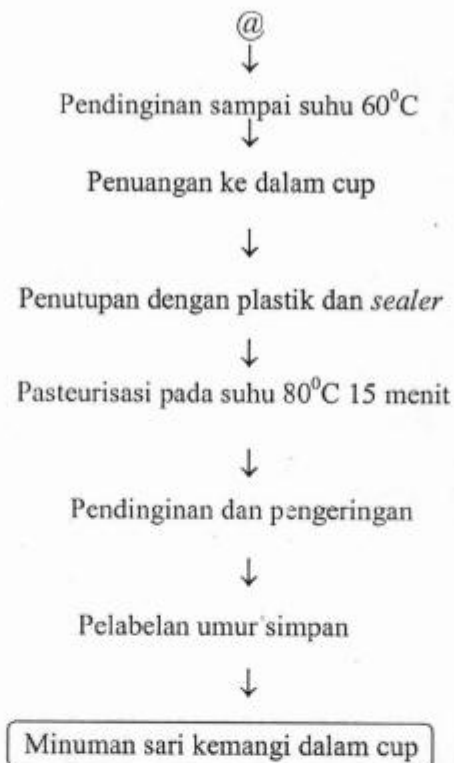 @
↓
Pendinginan sampai suhu 60⁰C
↓
Penuangan ke dalam cup
↓
Penutupan dengan plastik dan sealer
↓
Pasteurisasi pada suhu 80⁰C 15 menit
↓
Pendinginan dan pengeringan
↓
Pelabelan umur simpan
↓
Minuman sari kemangi dalam cup